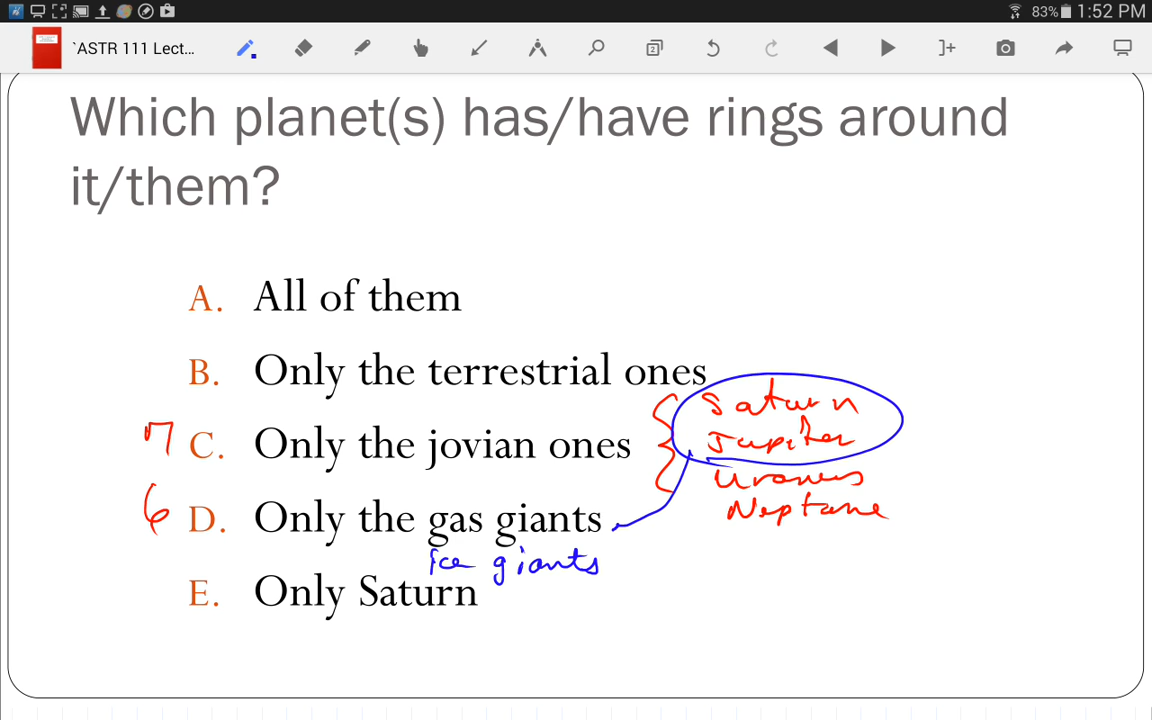 83% 1:52 PM
`ASTR 111 Lect...
2
Which planet(s) has/have rings around
it/them?
A. All of them
B. Only the terrestrial ones
Saturn
7 C. Only the jovian ones
Jupiter
Uranus
6 D. Only the gas giants
Neptune
ice giants
E. Only Saturn